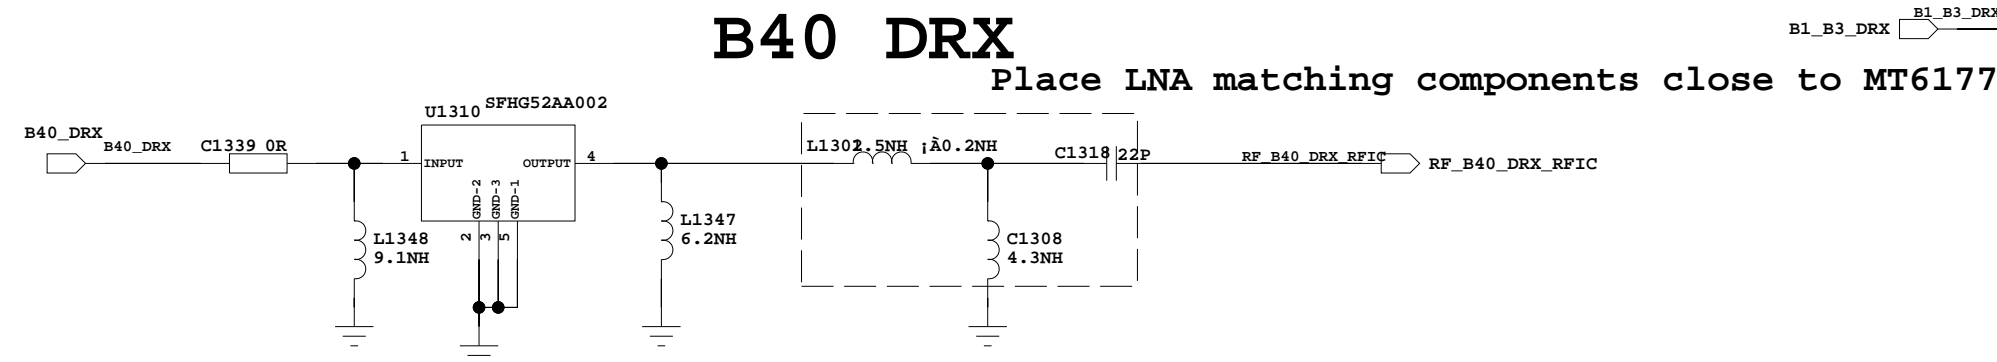 B40 DRX
B1_B3_DRX
B1_B3_DRX
Place LNA matching components close to MT6177
U1310 SFHG52AA002
B40_DRX
B40_DRX
C1339 0R
1 INPUT
OUTPUT 4
GND-2
GND-3
GND-1
2
3
5
L1348
9.1NH
L1347
6.2NH
L1302 .5NH ¡À0.2NH
C1308
4.3NH
C1318 22P
RF_B40_DRX_RFIC
RF_B40_DRX_RFIC